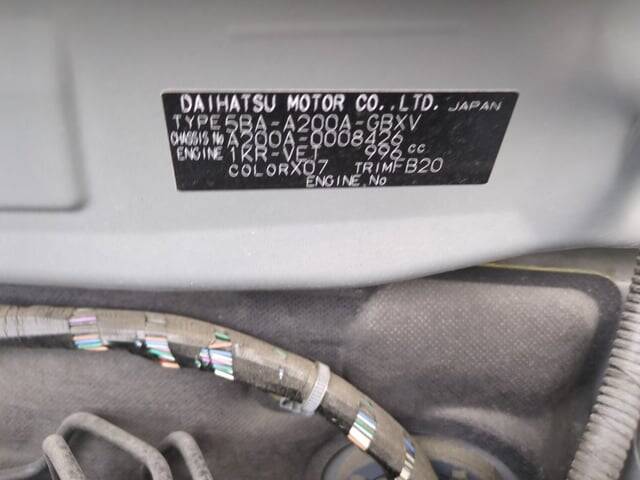 DAIHATSU MOTOR CO.,LTD. JAPAN
TYPE 5BA-A200A-GBXV
CHASSIS No A200A-0008426
ENGINE 1KR-VET 996 cc
COLOR X07 TRIM FB20
ENGINE No